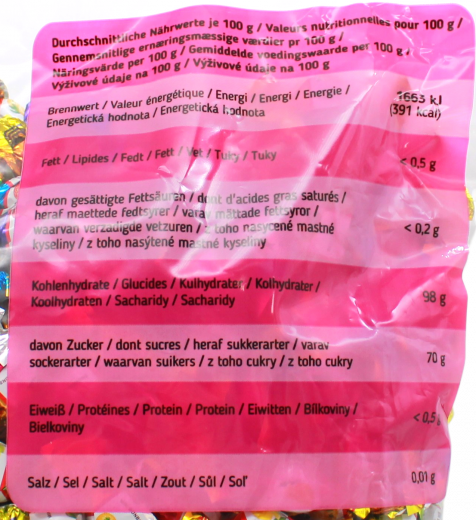 Durchschnittliche Nährwerte je 100 g / Valeurs nutritionnelles pour 100 g /
Gennemsnitlige ernæringsmæssige værdier pr 100 g /
Näringsvärde per 100 g / Gemiddelde voedingswaarde per 100 g /
Výživové údaje na 100 g / Výživové údaje na 100 g
Brennwert / Valeur énergétique / Energi / Energi / Energie /
Energetická hodnota / Energetická hodnota
1663 kJ
(391 kcal)
Fett / Lipides / Fedt / Fett / Vet / Tuky / Tuky
< 0,5 g
davon gesättigte Fettsäuren / dont d'acides gras saturés /
heraf maettede fedtsyrer / varav mättade fettsyror /
waarvan verzadigde vetzuren / z toho nasycené mastné
kyseliny / z toho nasýtené mastné kyseliny
< 0,2 g
Kohlenhydrate / Glucides / Kulhydrater / Kolhydrater /
Koolhydraten / Sacharidy / Sacharidy
98 g
davon Zucker / dont sucres / heraf sukkerarter / varav
sockerarter / waarvan suikers / z toho cukry / z toho cukry
70 g
Eiweiß / Protéines / Protein / Protein / Eiwitten / Bílkoviny /
Bielkoviny
< 0,5 g
Salz / Sel / Salt / Salt / Zout / Sůl / Soľ
0,01 g